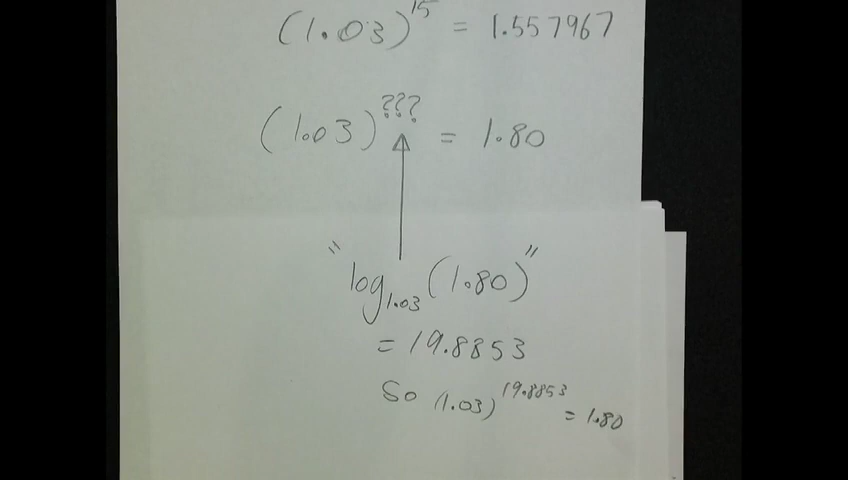 (1.03)^15 = 1.557967
(1.03)^??? = 1.80
"log_1.03(1.80)"
= 19.8853
So (1.03)^19.8853 = 1.80